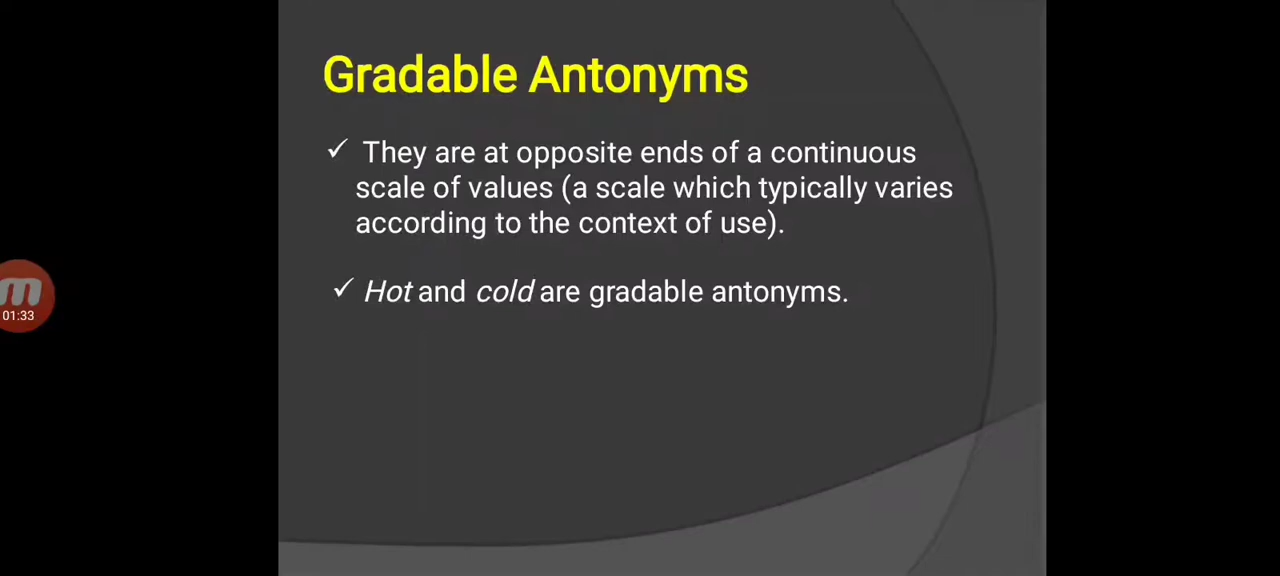 Gradable Antonyms
✓ They are at opposite ends of a continuous
scale of values (a scale which typically varies
according to the context of use).
✓ Hot and cold are gradable antonyms.
m
01:33